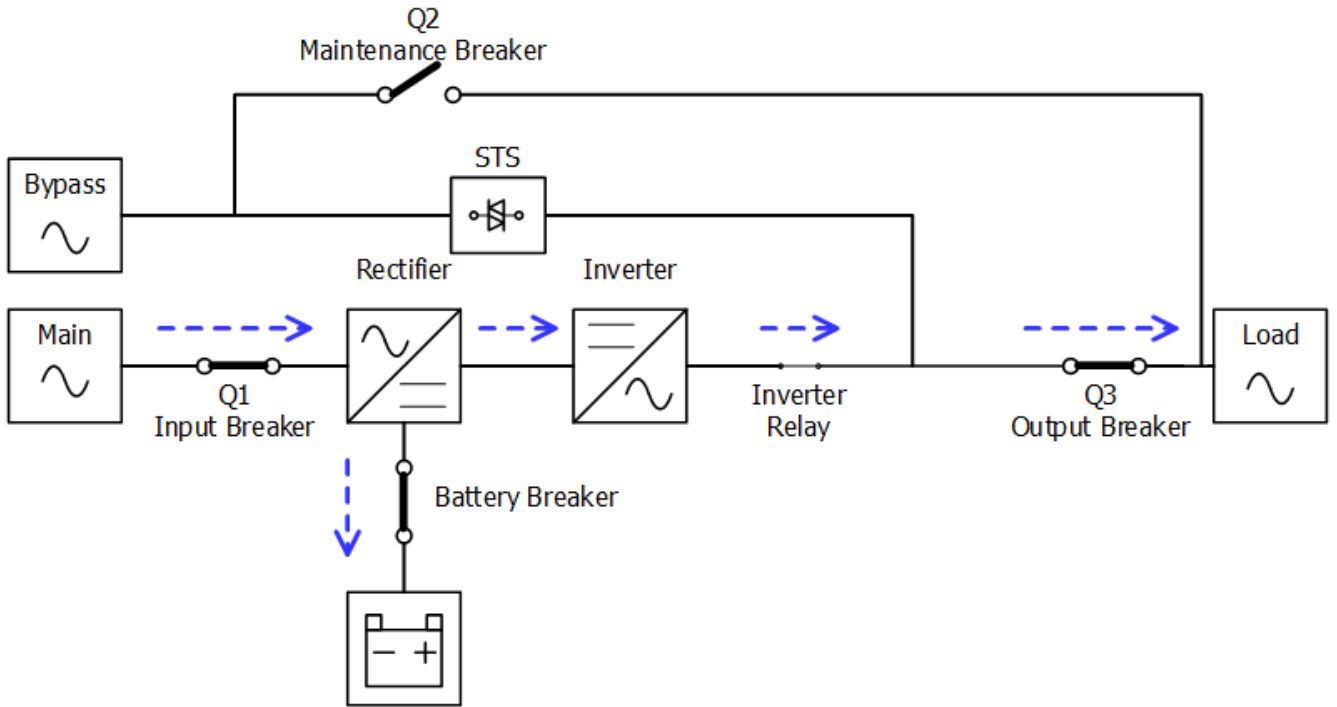 Q2
Maintenance Breaker
Bypass
STS
Rectifier
Inverter
Main
Load
Q1
Input Breaker
Inverter
Relay
Q3
Output Breaker
Battery Breaker
− +